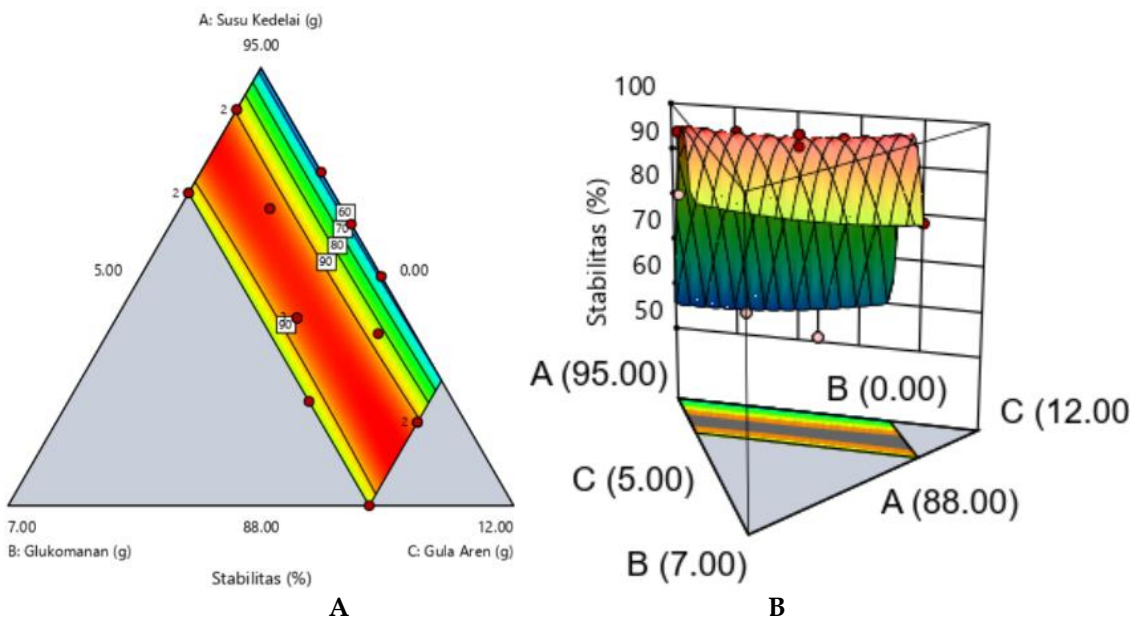 A: Susu Kedelai (g)
95.00
2
2
60
70
80
90
5.00
0.00
2
90
2
7.00
88.00
12.00
B: Glukomanan (g)
C: Gula Aren (g)
Stabilitas (%)
A
100
90
80
70
60
50
Stabilitas (%)
A (95.00)
B (0.00)
C (12.00
C (5.00)
A (88.00)
B (7.00)
B